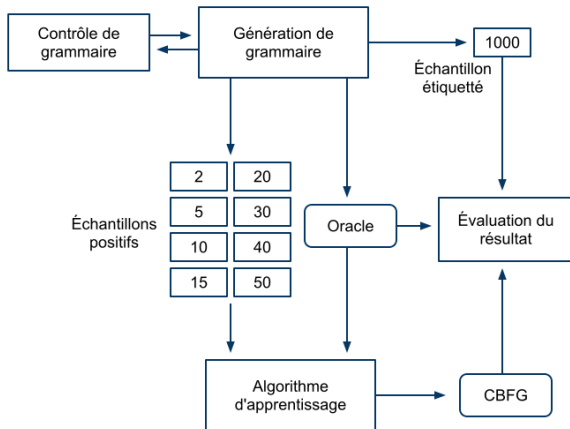 Contrôle de
grammaire
Génération de
grammaire
1000
Échantillon
étiquetté
Échantillons
positifs
2
20
5
30
10
40
15
50
Oracle
Évaluation du
résultat
Algorithme
d'apprentissage
CBFG